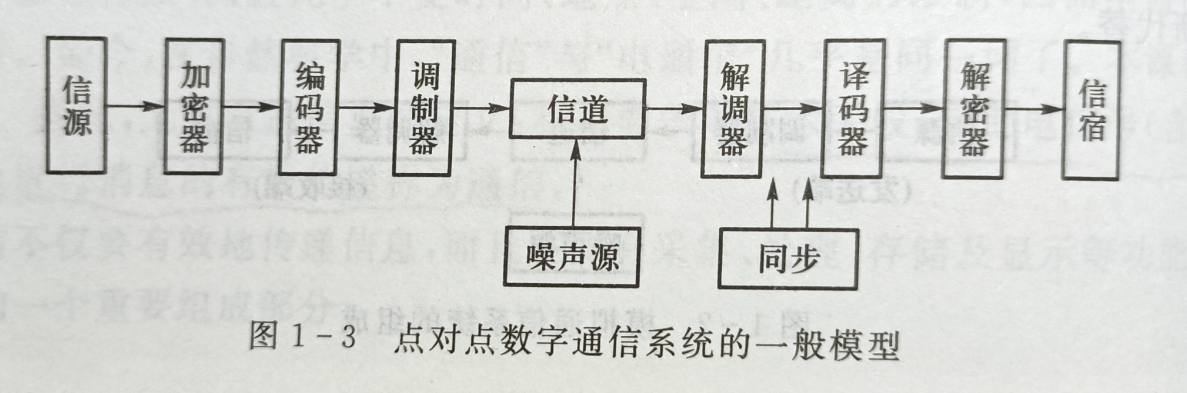 信源
加密器
编码器
调制器
信道
解调器
译码器
解密器
信宿
噪声源
同步
图 1-3 点对点数字通信系统的一般模型